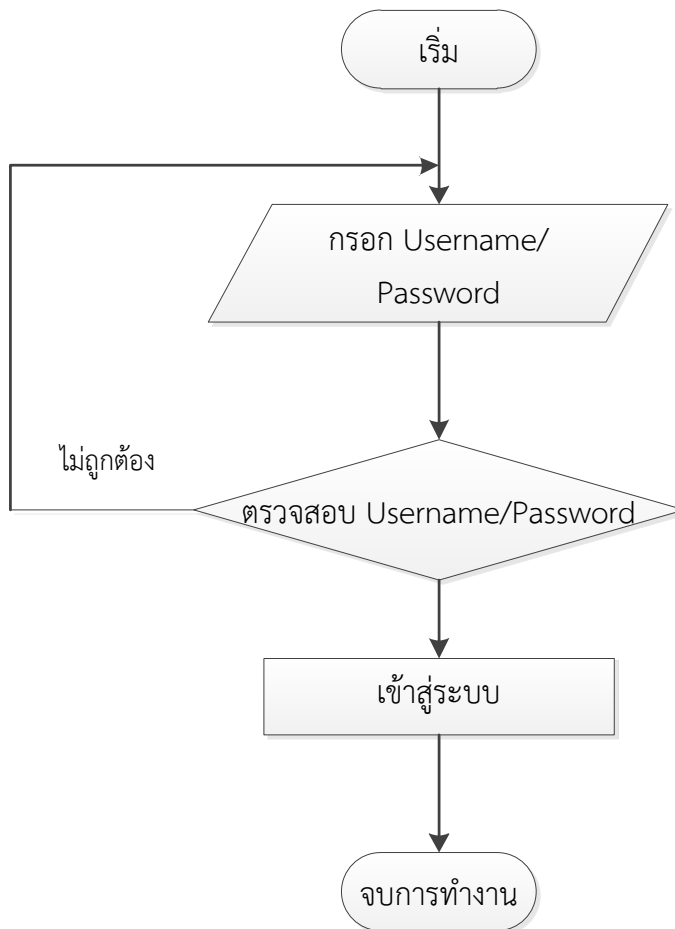 เริ่ม
กรอก Username/
Password
ไม่ถูกต้อง
ตรวจสอบ Username/Password
เข้าสู่ระบบ
จบการทำงาน